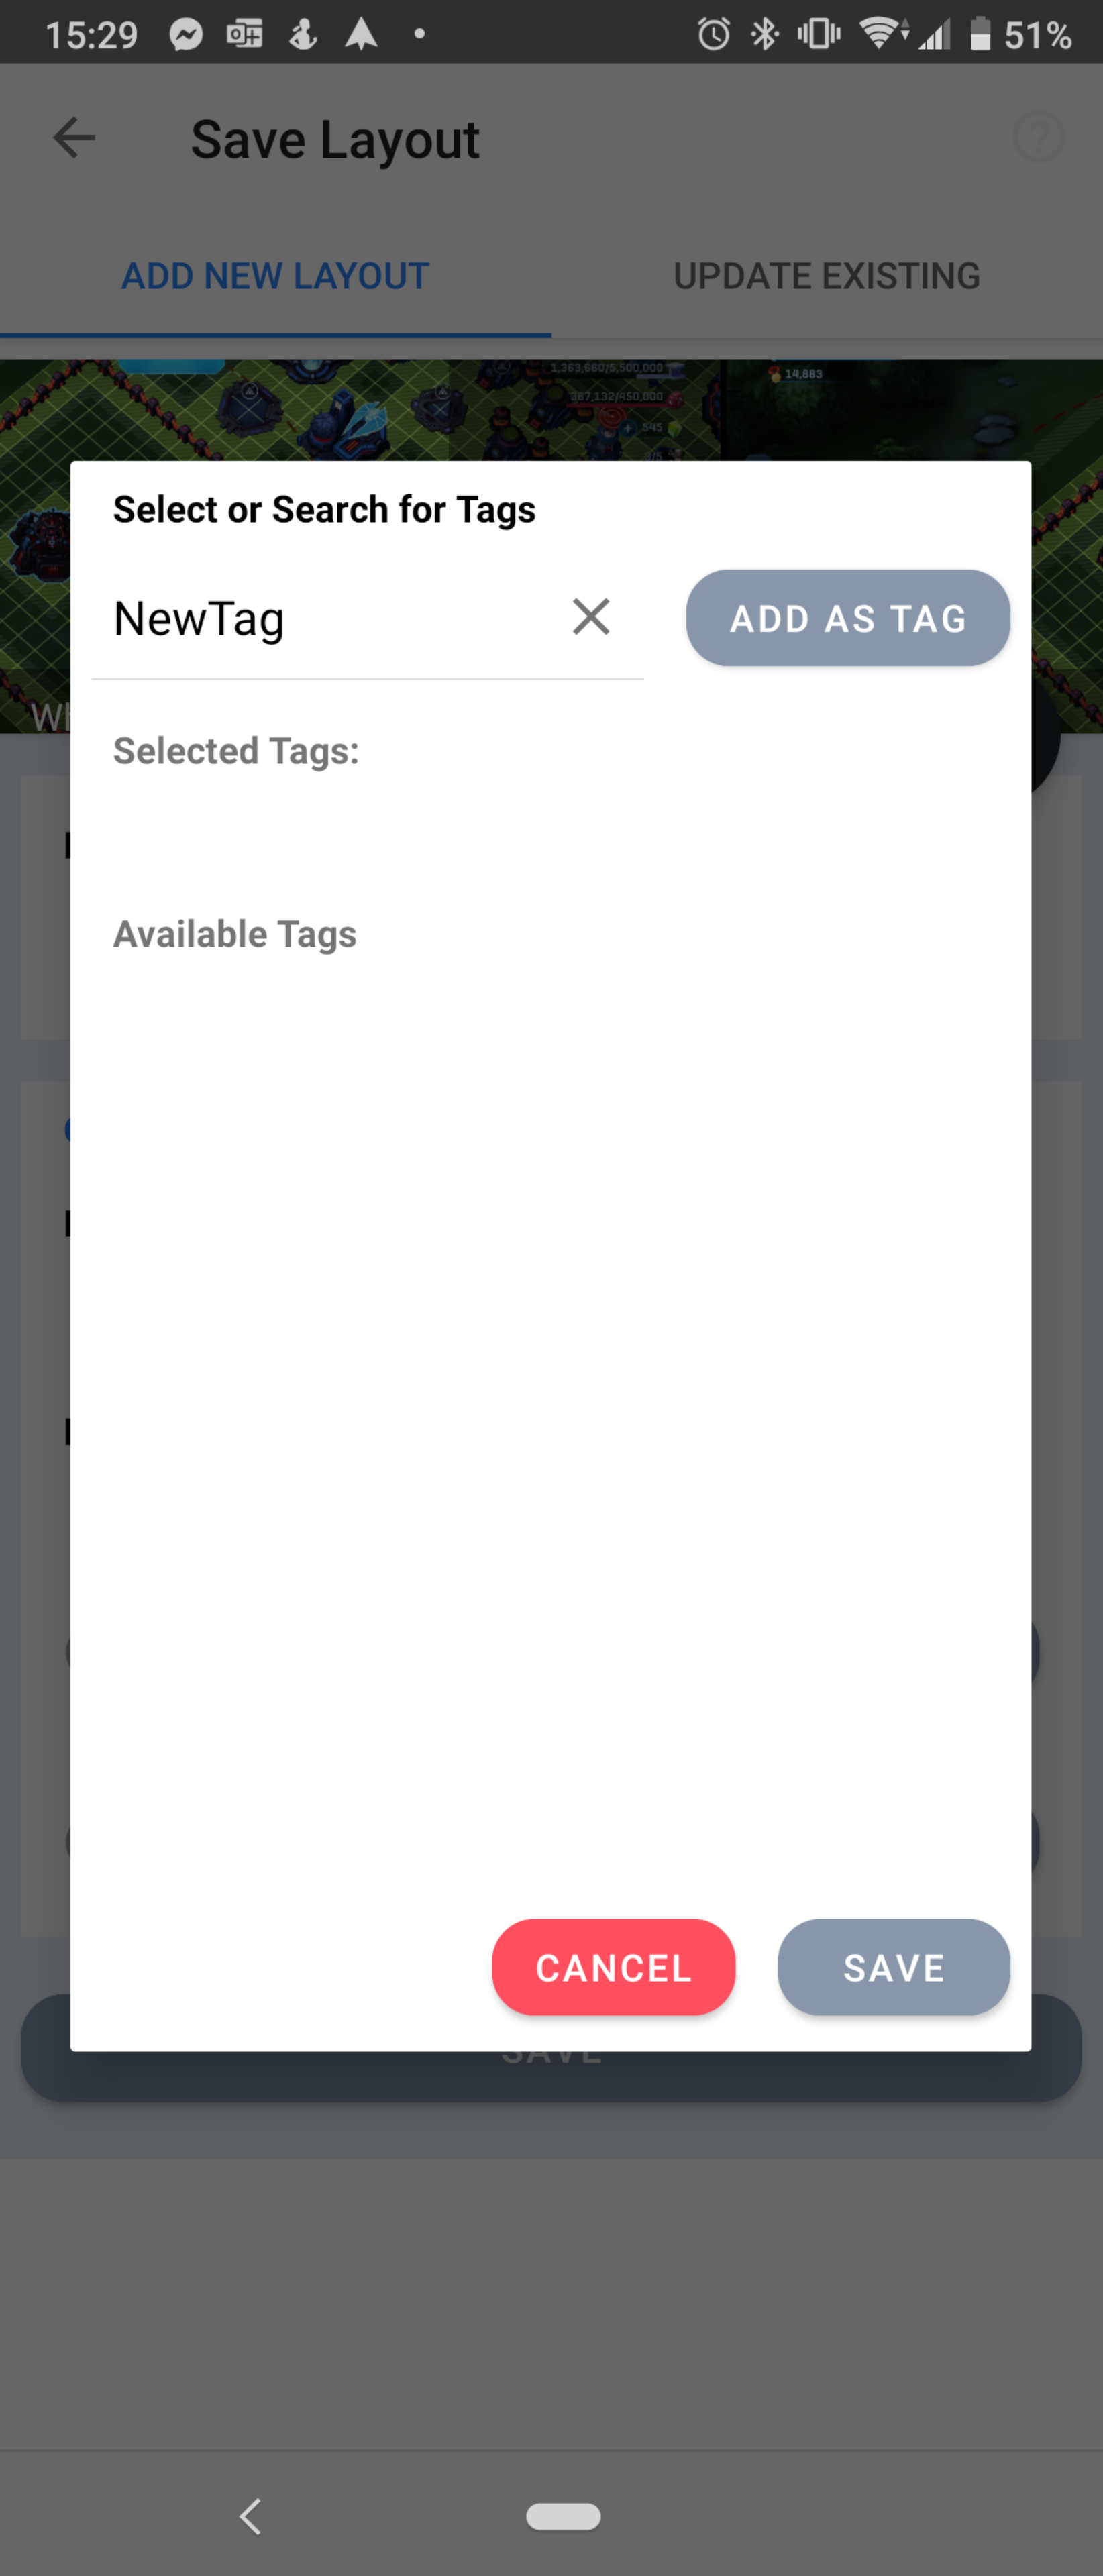 15:29
51%
Save Layout
ADD NEW LAYOUT
UPDATE EXISTING
1,363,660/5,500,000
14,883
387,132/450,000
545
Select or Search for Tags
NewTag
ADD AS TAG
Wh
Selected Tags:
Available Tags
CANCEL
SAVE
SAVE